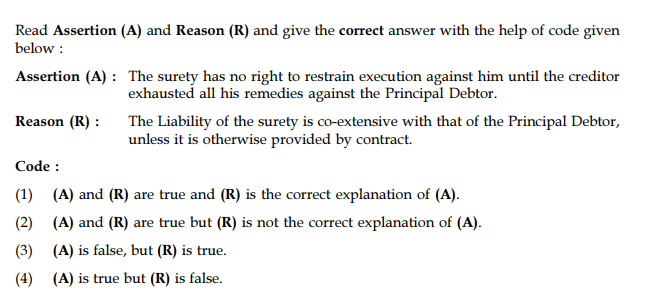 Read Assertion (A) and Reason (R) and give the correct answer with the help of code given
below :
Assertion (A) : The surety has no right to restrain execution against him until the creditor
exhausted all his remedies against the Principal Debtor.
Reason (R) : The Liability of the surety is co-extensive with that of the Principal Debtor,
unless it is otherwise provided by contract.
Code :
(1) (A) and (R) are true and (R) is the correct explanation of (A).
(2) (A) and (R) are true but (R) is not the correct explanation of (A).
(3) (A) is false, but (R) is true.
(4) (A) is true but (R) is false.